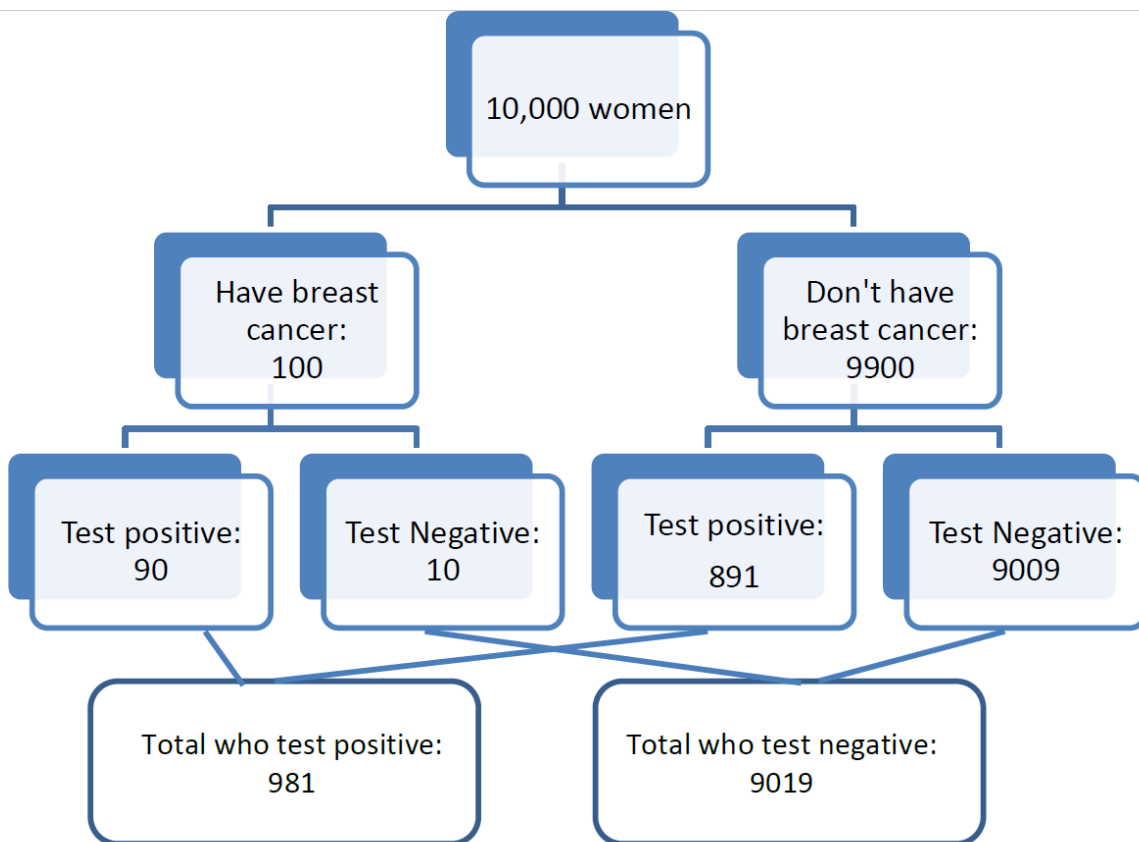 10,000 women
Have breast
cancer:
100
Don't have
breast cancer:
9900
Test positive:
90
Test Negative:
10
Test positive:
891
Test Negative:
9009
Total who test positive:
981
Total who test negative:
9019